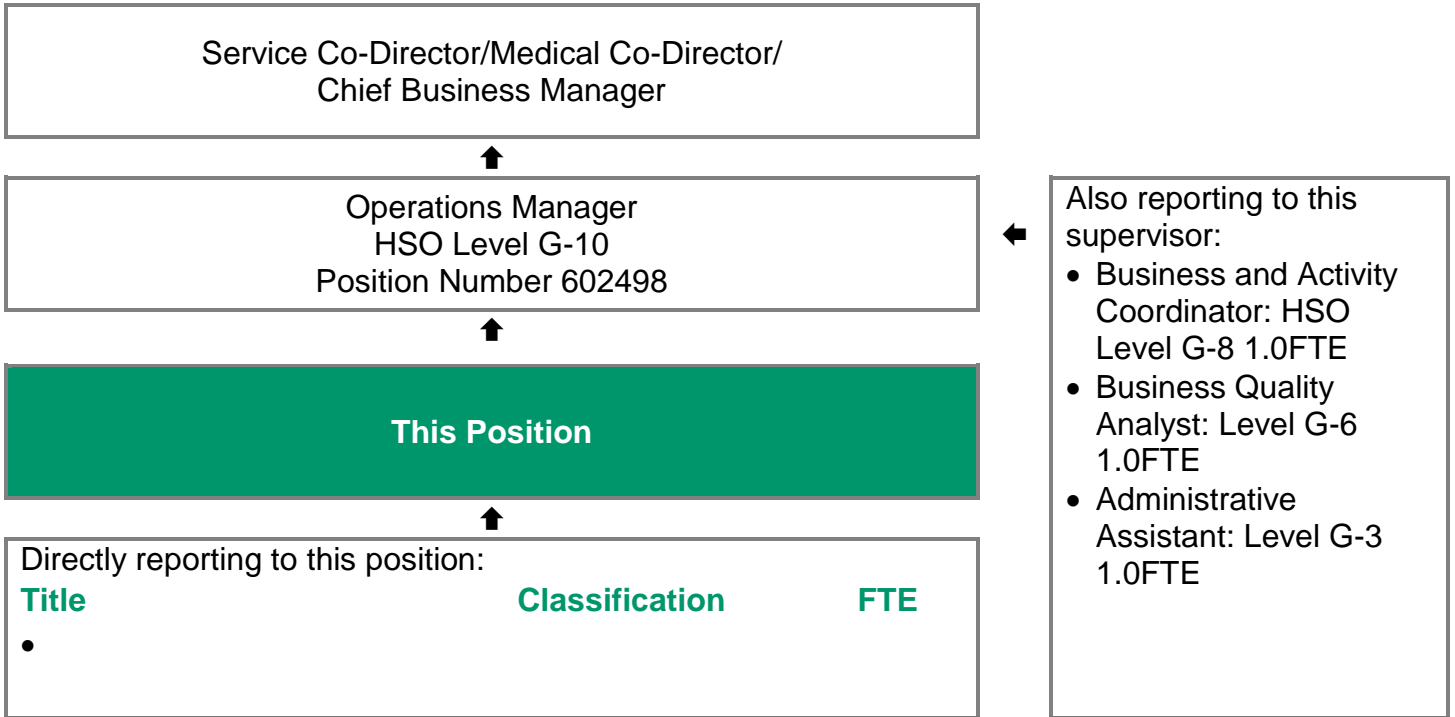 Service Co-Director/Medical Co-Director/
Chief Business Manager
Operations Manager
HSO Level G-10
Position Number 602498
Also reporting to this
supervisor:
• Business and Activity
Coordinator: HSO
Level G-8 1.0FTE
• Business Quality
Analyst: Level G-6
1.0FTE
• Administrative
Assistant: Level G-3
1.0FTE
This Position
Directly reporting to this position:
Title Classification FTE
•